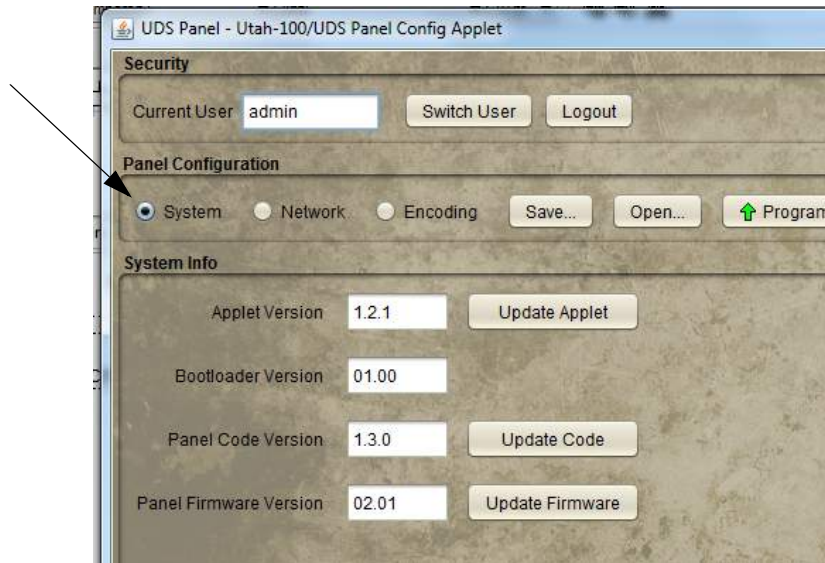 UDS Panel - Utah-100/UDS Panel Config Applet
Security
Current User admin Switch User Logout
Panel Configuration
System Network Encoding Save... Open... Program
System Info
Applet Version 1.2.1 Update Applet
Bootloader Version 01.00
Panel Code Version 1.3.0 Update Code
Panel Firmware Version 02.01 Update Firmware